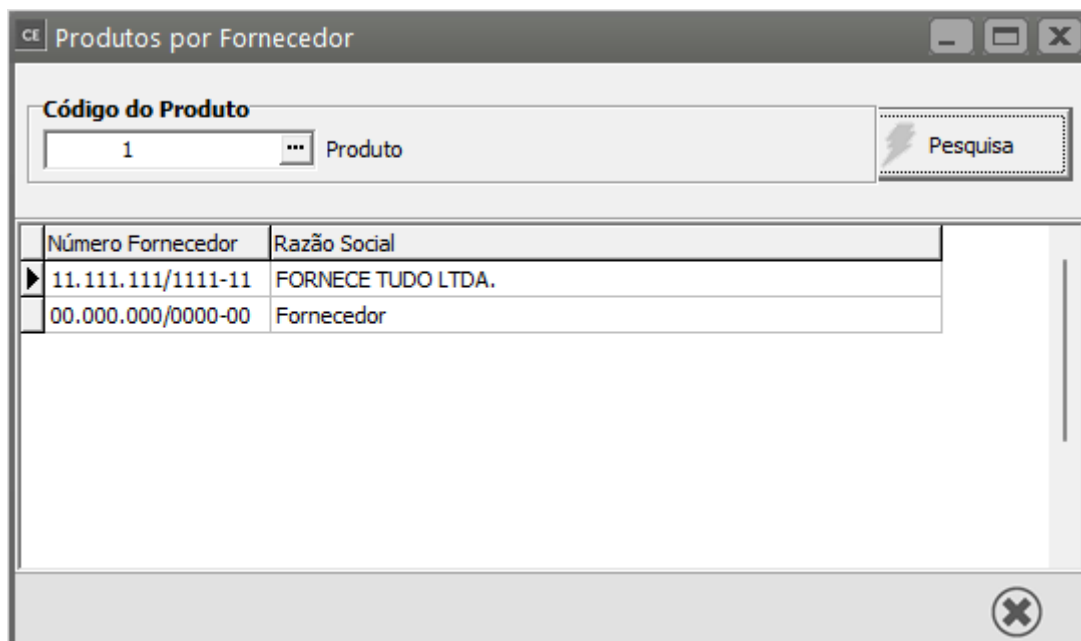 CE Produtos por Fornecedor
Código do Produto
1 ... Produto
Pesquisa
Número Fornecedor Razão Social
11.111.111/1111-11 FORNECE TUDO LTDA.
00.000.000/0000-00 Fornecedor